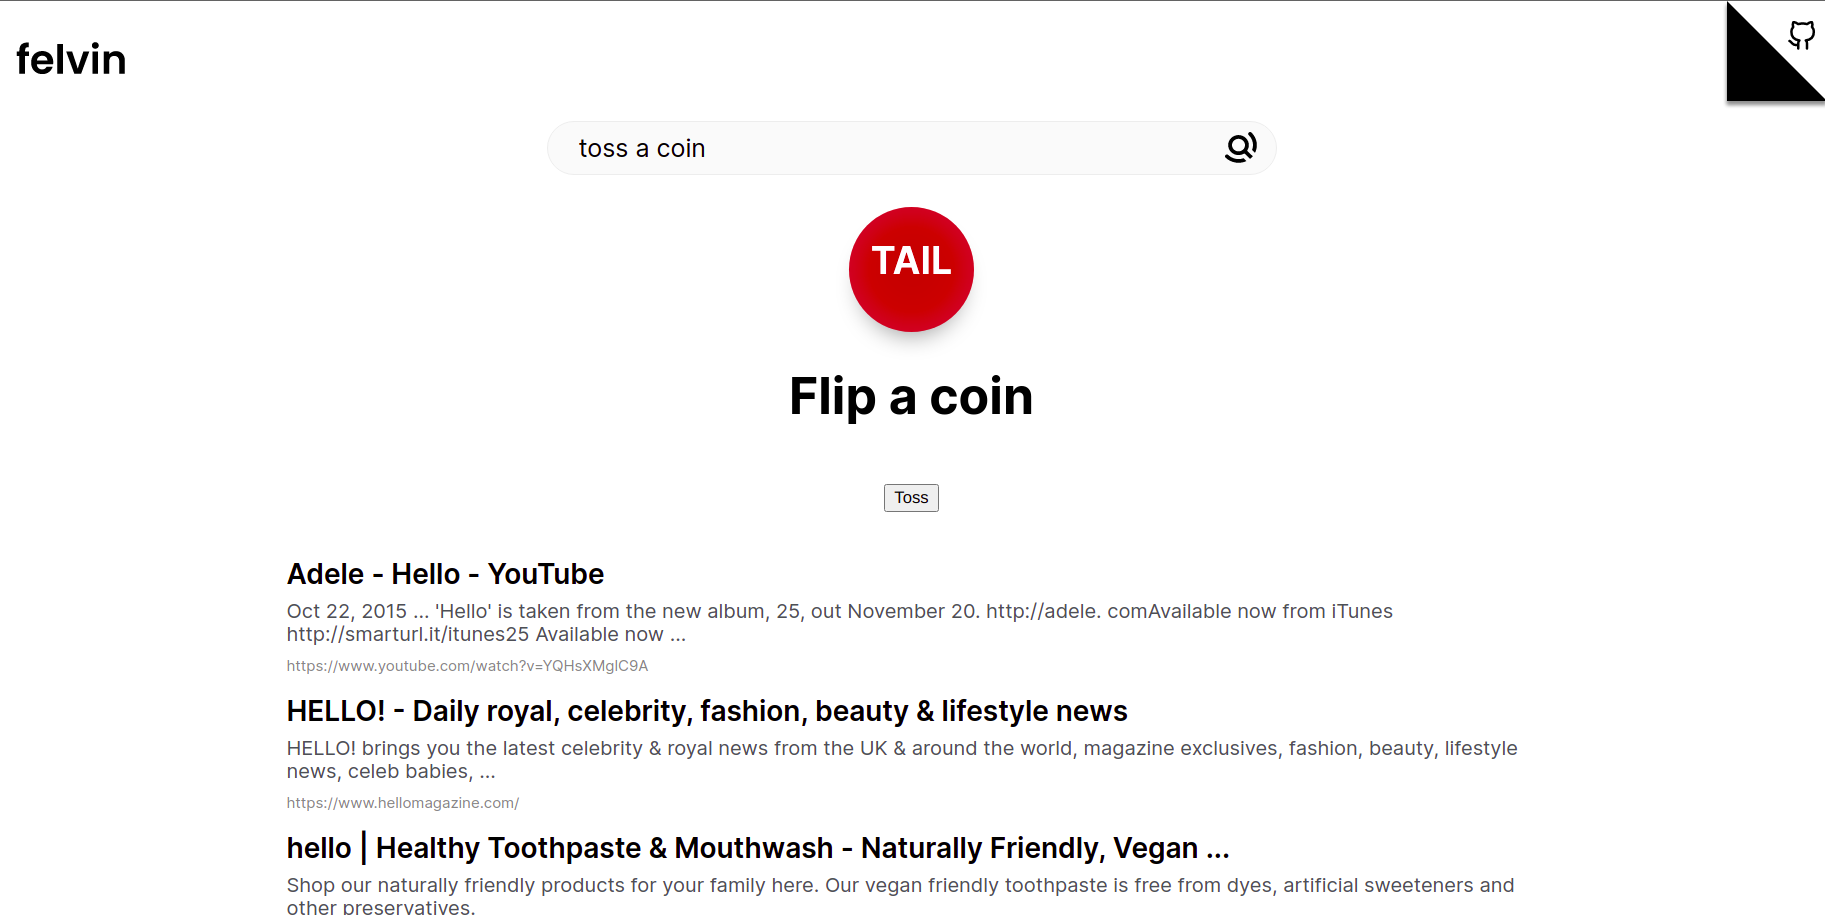 felvin
toss a coin
TAIL
Flip a coin
Toss
Adele - Hello - YouTube
Oct 22, 2015 ... 'Hello' is taken from the new album, 25, out November 20. http://adele. comAvailable now from iTunes
http://smarturl.it/itunes25 Available now ...
https://www.youtube.com/watch?v=YQHsXMglC9A
HELLO! - Daily royal, celebrity, fashion, beauty & lifestyle news
HELLO! brings you the latest celebrity & royal news from the UK & around the world, magazine exclusives, fashion, beauty, lifestyle
news, celeb babies, ...
https://www.hellomagazine.com/
hello | Healthy Toothpaste & Mouthwash - Naturally Friendly, Vegan ...
Shop our naturally friendly products for your family here. Our vegan friendly toothpaste is free from dyes, artificial sweeteners and
other preservatives.